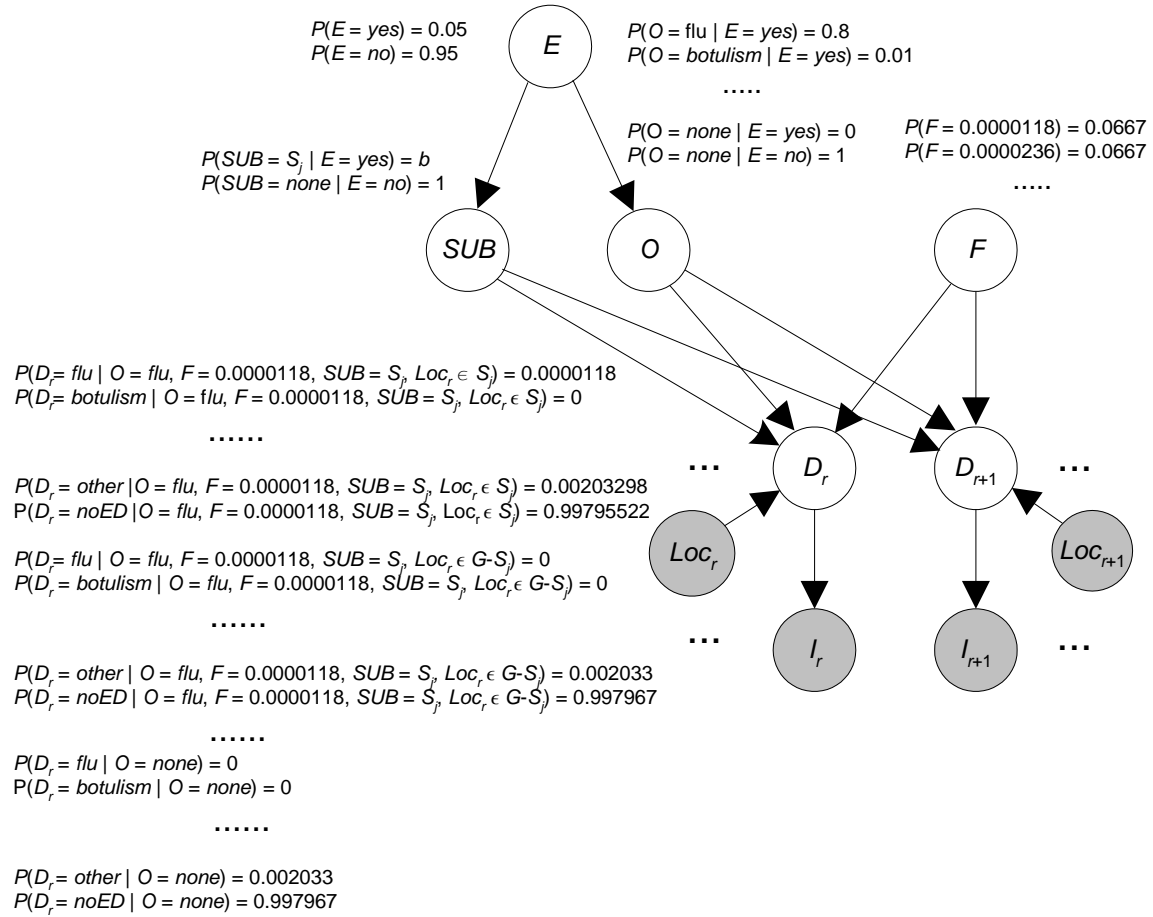 P(E = yes) = 0.05
P(E = no) = 0.95
E
P(O = flu | E = yes) = 0.8
P(O = botulism | E = yes) = 0.01
.....
P(O = none | E = yes) = 0
P(O = none | E = no) = 1
P(F = 0.0000118) = 0.0667
P(F = 0.0000236) = 0.0667
.....
P(SUB = S_j | E = yes) = b
P(SUB = none | E = no) = 1
SUB
O
F
P(D_r = flu | O = flu, F = 0.0000118, SUB = S_j, Loc_r ∈ S_j) = 0.0000118
P(D_r = botulism | O = flu, F = 0.0000118, SUB = S_j, Loc_r ϵ S_j) = 0
......
P(D_r = other |O = flu, F = 0.0000118, SUB = S_j, Loc_r ϵ S_j) = 0.00203298
P(D_r = noED |O = flu, F = 0.0000118, SUB = S_j, Loc_r ϵ S_j) = 0.99795522
P(D_r = flu | O = flu, F = 0.0000118, SUB = S_j, Loc_r ϵ G-S_j) = 0
P(D_r = botulism | O = flu, F = 0.0000118, SUB = S_j, Loc_r ϵ G-S_j) = 0
......
P(D_r = other | O = flu, F = 0.0000118, SUB = S_j, Loc_r ϵ G-S_j) = 0.002033
P(D_r = noED | O = flu, F = 0.0000118, SUB = S_j, Loc_r ϵ G-S_j) = 0.997967
......
P(D_r = flu | O = none) = 0
P(D_r = botulism | O = none) = 0
......
P(D_r = other | O = none) = 0.002033
P(D_r = noED | O = none) = 0.997967
... D_r D_{r+1} ...
Loc_r Loc_{r+1}
... I_r I_{r+1} ...